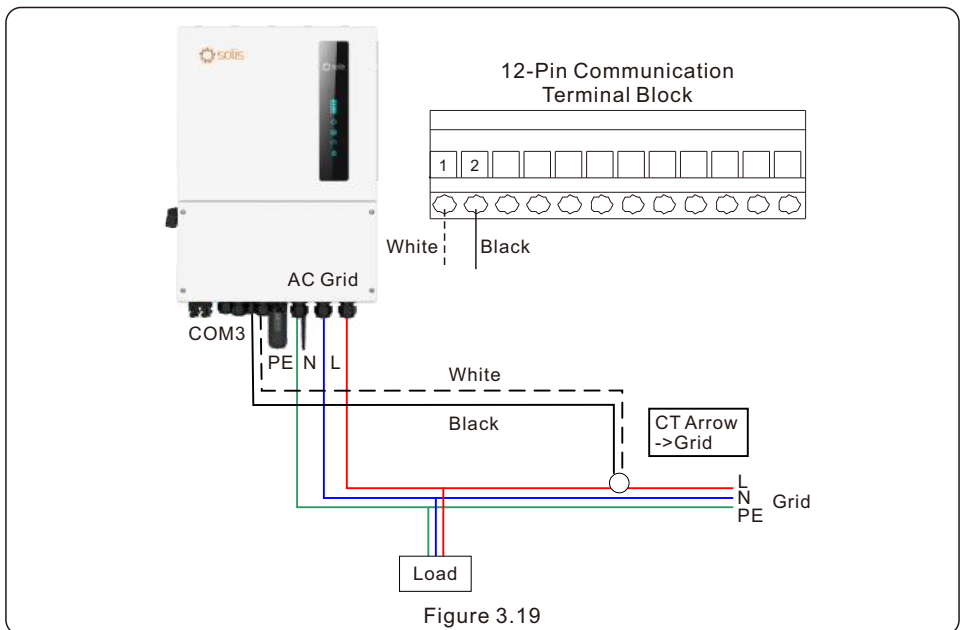 solis
solis
12-Pin Communication
Terminal Block
1 2
White
Black
AC Grid
COM3
PE N L
White
Black
CT Arrow
->Grid
L
N
PE
Grid
Load
Figure 3.19